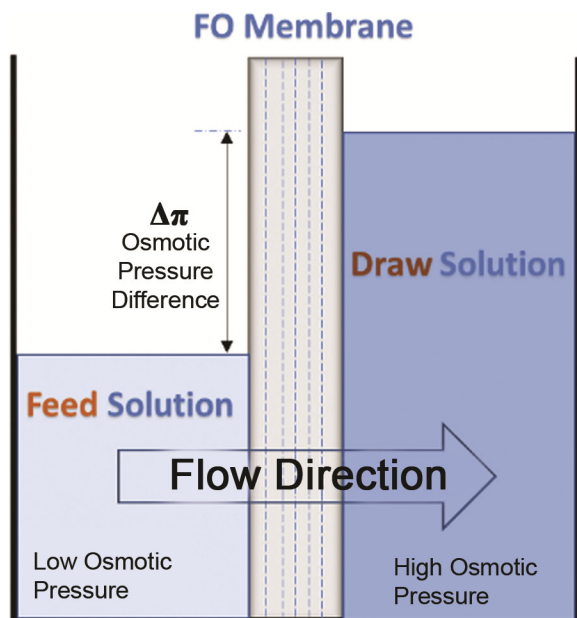 FO Membrane
Δπ
Osmotic
Pressure
Difference
Draw Solution
Feed Solution
Flow Direction
Low Osmotic
Pressure
High Osmotic
Pressure